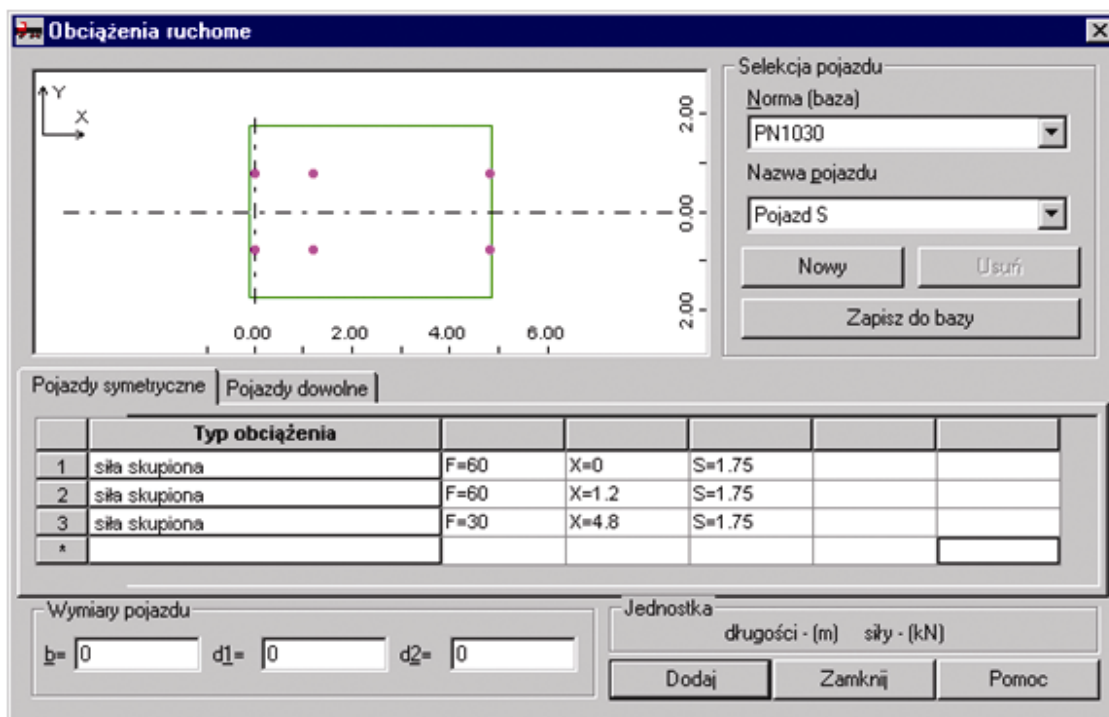 Obciążenia ruchome
Y
X
2.00
0.00
2.00
0.00 2.00 4.00 6.00
Selekcja pojazdu
Norma (baza)
PN1030
Nazwa pojazdu
Pojazd S
Nowy Usuń
Zapisz do bazy
Pojazdy symetryczne Pojazdy dowolne
Typ obciążenia
1 siła skupiona F=60 X=0 S=1.75
2 siła skupiona F=60 X=1.2 S=1.75
3 siła skupiona F=30 X=4.8 S=1.75
*
Wymiary pojazdu
b= 0 d1= 0 d2= 0
Jednostka
długości - (m) siły - (kN)
Dodaj Zamknij Pomoc